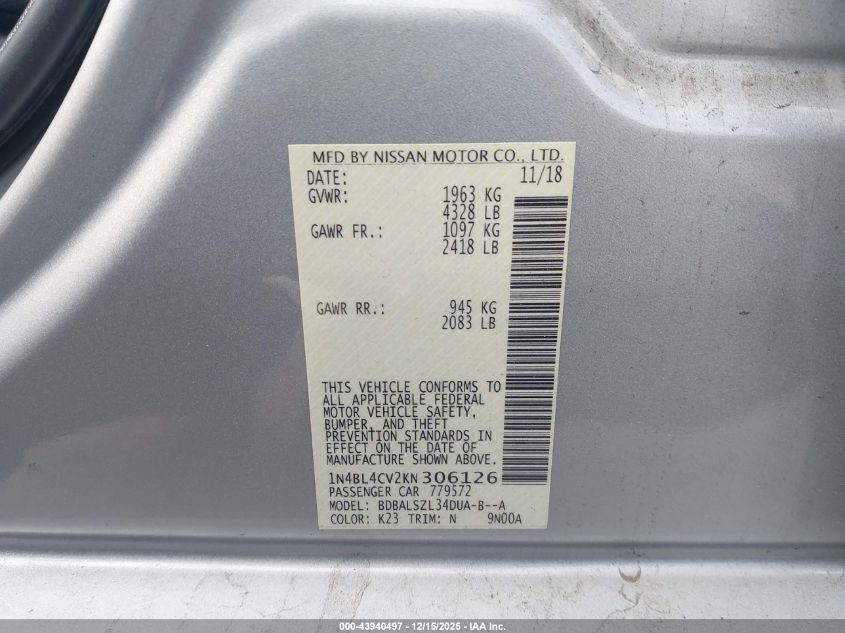 MFD BY NISSAN MOTOR CO., LTD.
DATE: 11/18
GVWR: 1963 KG
4328 LB
GAWR FR.: 1097 KG
2418 LB
GAWR RR.: 945 KG
2083 LB
THIS VEHICLE CONFORMS TO
ALL APPLICABLE FEDERAL
MOTOR VEHICLE SAFETY,
BUMPER, AND THEFT
PREVENTION STANDARDS IN
EFFECT ON THE DATE OF
MANUFACTURE SHOWN ABOVE.
1N4BL4CV2KN306126
PASSENGER CAR 779572
MODEL: BDBALSZL34DUA-B--A
COLOR: K23 TRIM: N 9N00A
000-43940497 - 12/15/2025 - IAA Inc.